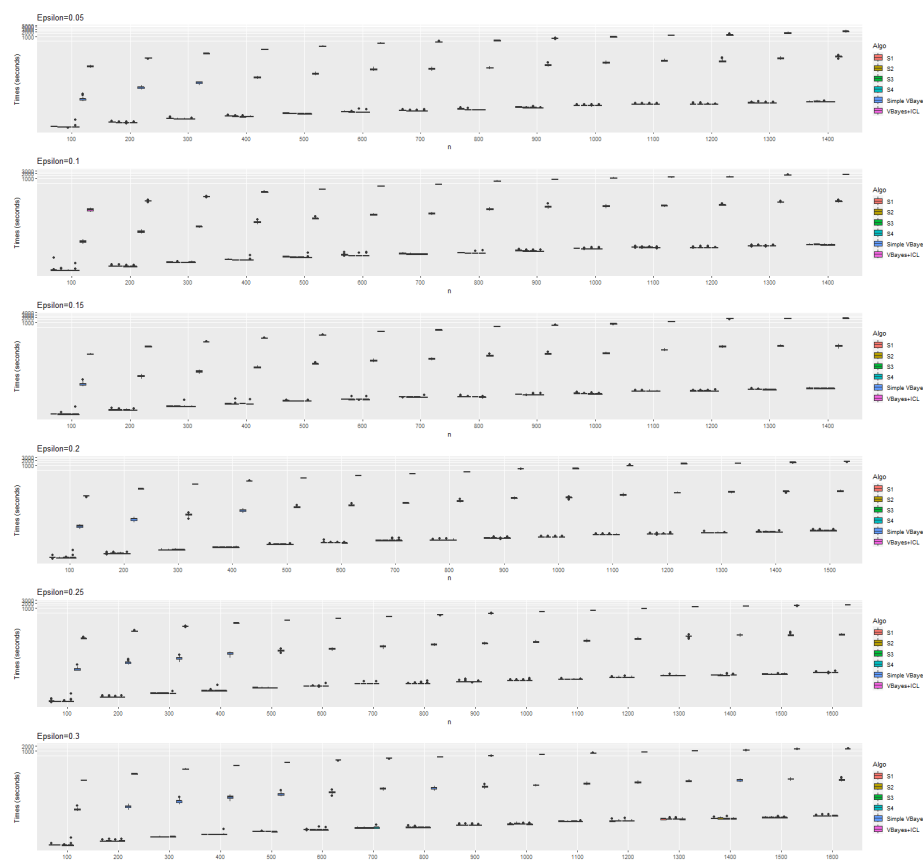 Epsilon=0.05
Times (seconds)
1000
100 200 300 400 500 600 700 800 900 1000 1100 1200 1300 1400
n
Algo
S1
S2
S3
S4
Simple VBaye
VBayes+ICL
Epsilon=0.1
Times (seconds)
1000
100 200 300 400 500 600 700 800 900 1000 1100 1200 1300 1400
n
Algo
S1
S2
S3
S4
Simple VBaye
VBayes+ICL
Epsilon=0.15
Times (seconds)
1000
100 200 300 400 500 600 700 800 900 1000 1100 1200 1300 1400
n
Algo
S1
S2
S3
S4
Simple VBaye
VBayes+ICL
Epsilon=0.2
Times (seconds)
3000
2000
1000
100 200 300 400 500 600 700 800 900 1000 1100 1200 1300 1400 1500
n
Algo
S1
S2
S3
S4
Simple VBaye
VBayes+ICL
Epsilon=0.25
Times (seconds)
3000
2000
1000
100 200 300 400 500 600 700 800 900 1000 1100 1200 1300 1400 1500 1600
n
Algo
S1
S2
S3
S4
Simple VBaye
VBayes+ICL
Epsilon=0.3
Times (seconds)
2000
1000
100 200 300 400 500 600 700 800 900 1000 1100 1200 1300 1400 1500 1600
n
Algo
S1
S2
S3
S4
Simple VBaye
VBayes+ICL